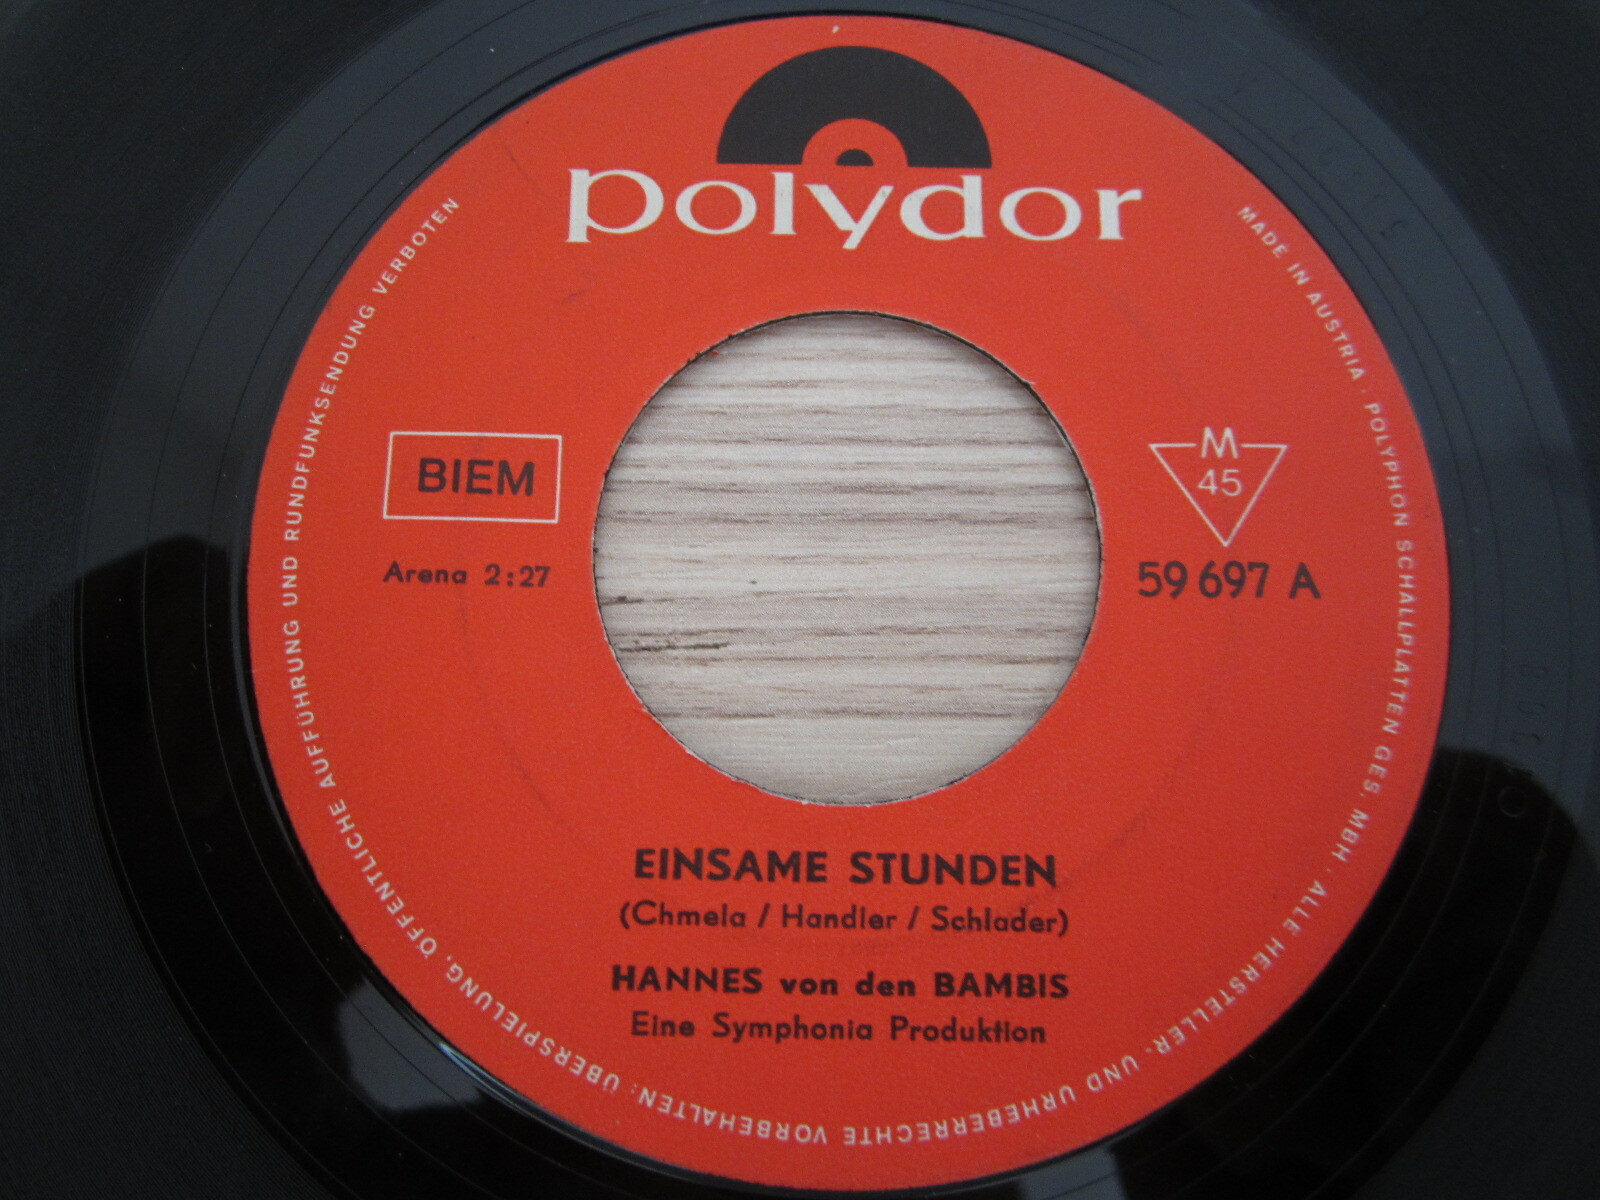 polydor
BIEM
Arena 2:27
M
45
59 697 A
EINSAME STUNDEN
(Chmela / Handler / Schlader)
HANNES von den BAMBIS
Eine Symphonia Produktion
MADE IN AUSTRIA · POLYPHON SCHALLPLATTEN GES. MBH · ALLE HERSTELLER- UND URHEBERRECHTE VORBEHALTEN: ÜBERSPIELUNG, ÖFFENTLICHE AUFFÜHRUNG UND RUNDFUNKSENDUNG VERBOTEN